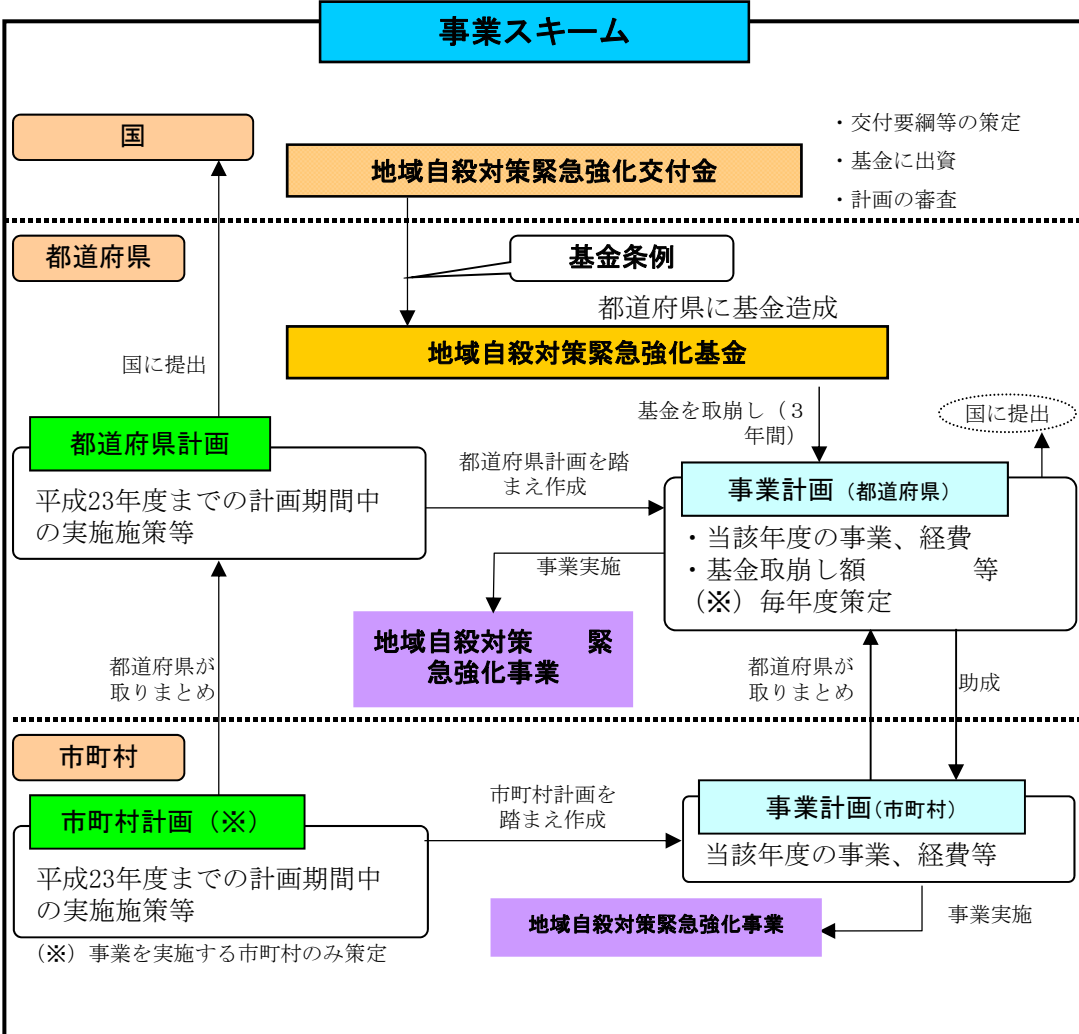 事業スキーム
国
・交付要綱等の策定
・基金に出資
・計画の審査
地域自殺対策緊急強化交付金
都道府県
基金条例
都道府県に基金造成
地域自殺対策緊急強化基金
国に提出
基金を取崩し（３
年間）
国に提出
都道府県計画
平成23年度までの計画期間中
の実施施策等
都道府県計画を踏
まえ作成
事業計画（都道府県）
・当該年度の事業、経費
・基金取崩し額　　　　等
（※）毎年度策定
事業実施
地域自殺対策　　緊
急強化事業
都道府県が
取りまとめ
都道府県が
取りまとめ
助成
市町村
市町村計画（※）
平成23年度までの計画期間中
の実施施策等
（※）事業を実施する市町村のみ策定
市町村計画を
踏まえ作成
事業計画(市町村)
当該年度の事業、経費等
事業実施
地域自殺対策緊急強化事業